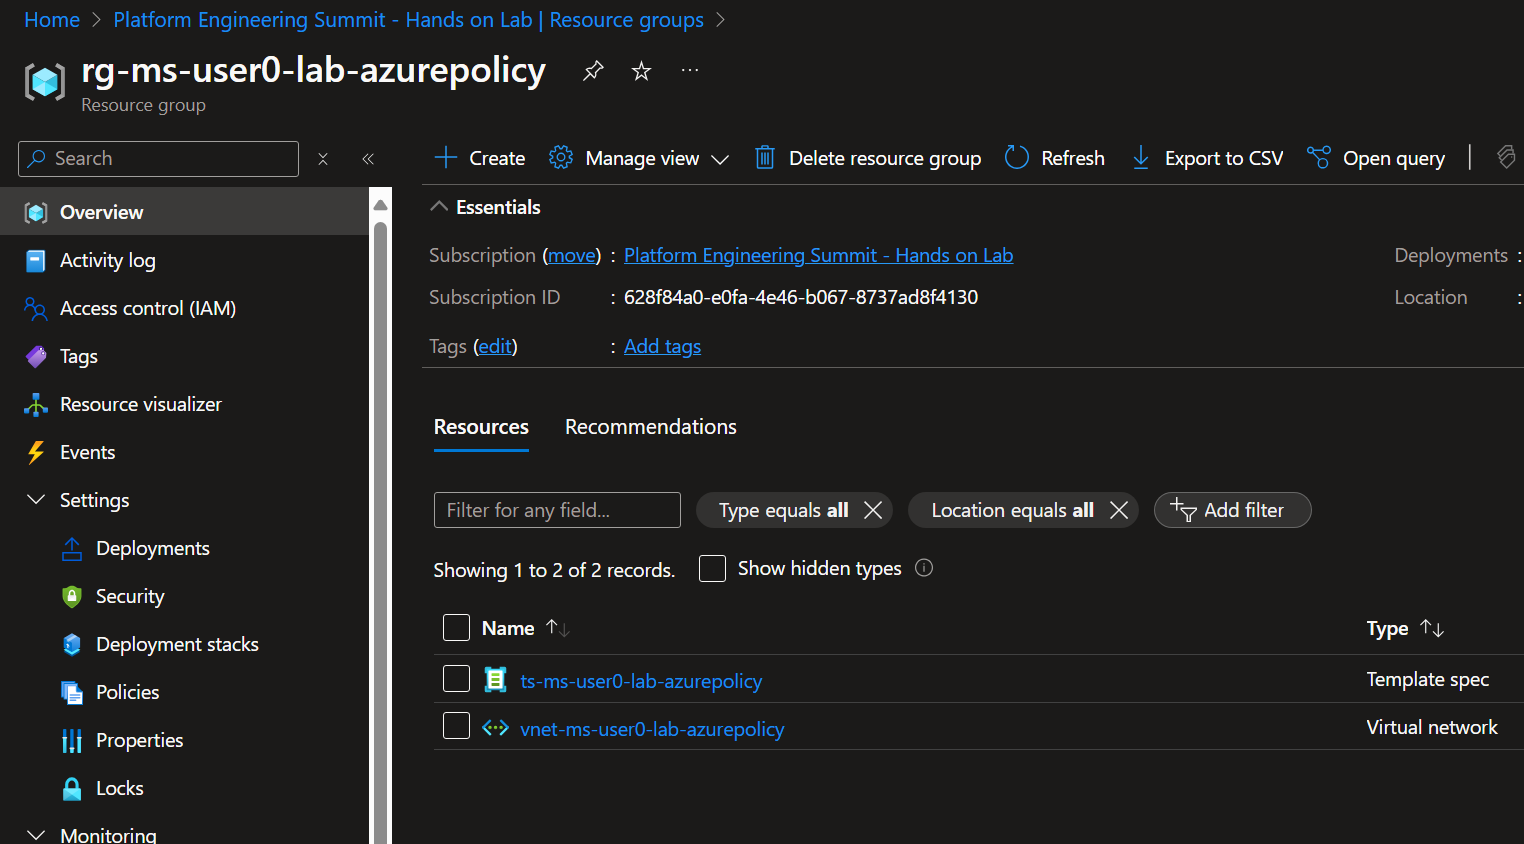 Home > Platform Engineering Summit - Hands on Lab | Resource groups >
rg-ms-user0-lab-azurepolicy
Resource group
Search
Overview
Activity log
Access control (IAM)
Tags
Resource visualizer
Events
Settings
Deployments
Security
Deployment stacks
Policies
Properties
Locks
Monitoring
Create Manage view Delete resource group Refresh Export to CSV Open query
Essentials
Subscription (move) : Platform Engineering Summit - Hands on Lab Deployments :
Subscription ID : 628f84a0-e0fa-4e46-b067-8737ad8f4130 Location :
Tags (edit) : Add tags
Resources Recommendations
Filter for any field... Type equals all Location equals all Add filter
Showing 1 to 2 of 2 records. Show hidden types
Name Type
ts-ms-user0-lab-azurepolicy Template spec
vnet-ms-user0-lab-azurepolicy Virtual network